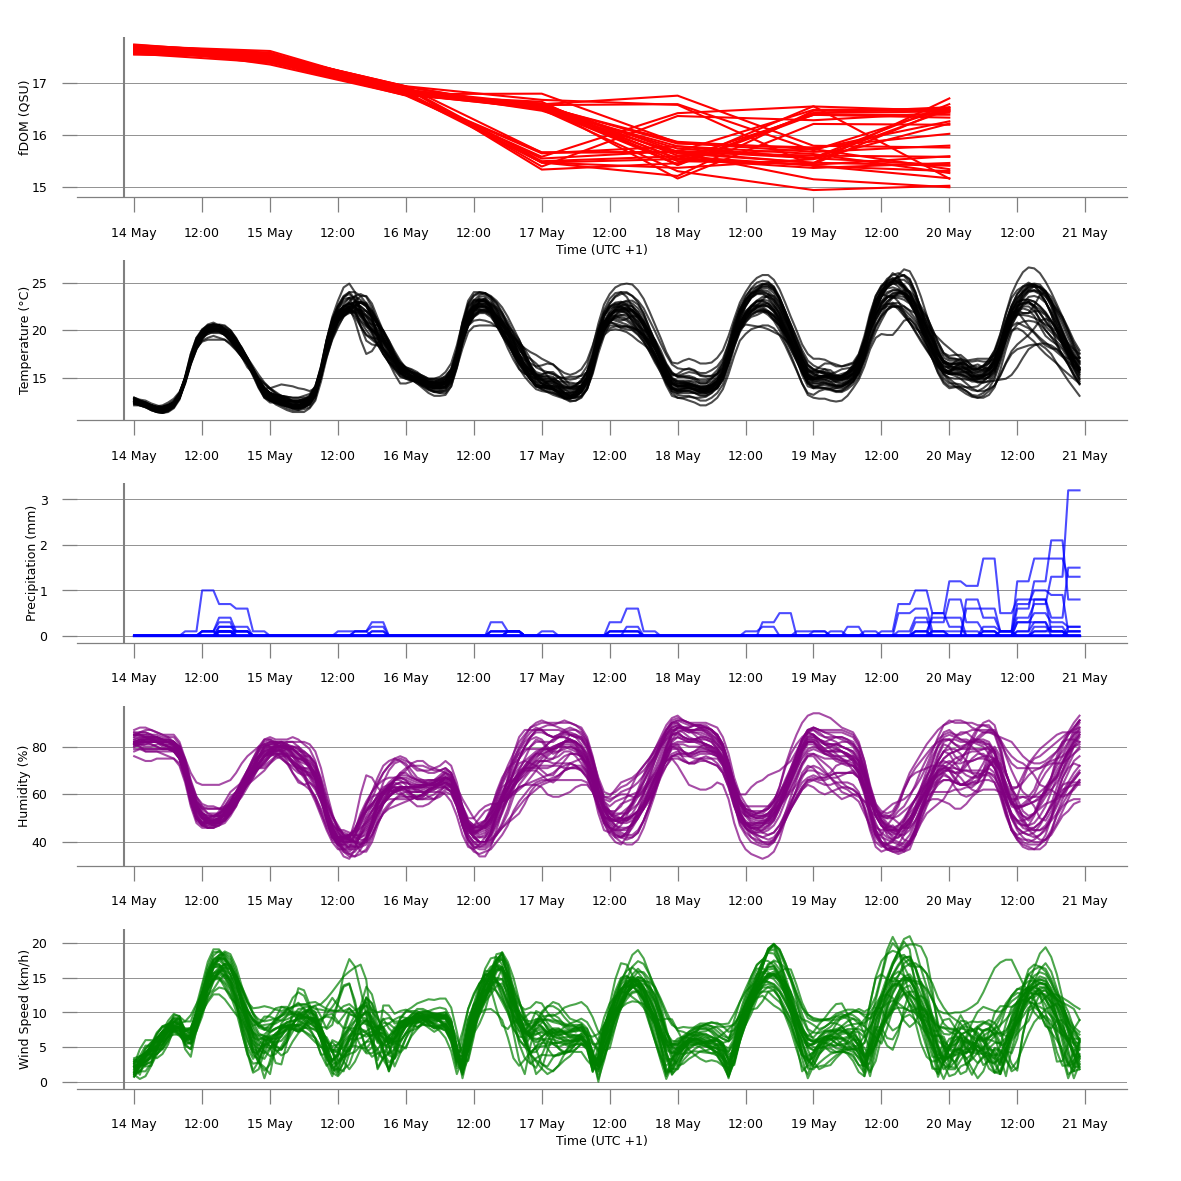 fDOM (QSU)
17
16
15
14 May 12:00 15 May 12:00 16 May 12:00 17 May 12:00 18 May 12:00 19 May 12:00 20 May 12:00 21 May
Time (UTC +1)
Temperature (°C)
25
20
15
14 May 12:00 15 May 12:00 16 May 12:00 17 May 12:00 18 May 12:00 19 May 12:00 20 May 12:00 21 May
Precipitation (mm)
3
2
1
0
14 May 12:00 15 May 12:00 16 May 12:00 17 May 12:00 18 May 12:00 19 May 12:00 20 May 12:00 21 May
Humidity (%)
80
60
40
14 May 12:00 15 May 12:00 16 May 12:00 17 May 12:00 18 May 12:00 19 May 12:00 20 May 12:00 21 May
Wind Speed (km/h)
20
15
10
5
0
14 May 12:00 15 May 12:00 16 May 12:00 17 May 12:00 18 May 12:00 19 May 12:00 20 May 12:00 21 May
Time (UTC +1)